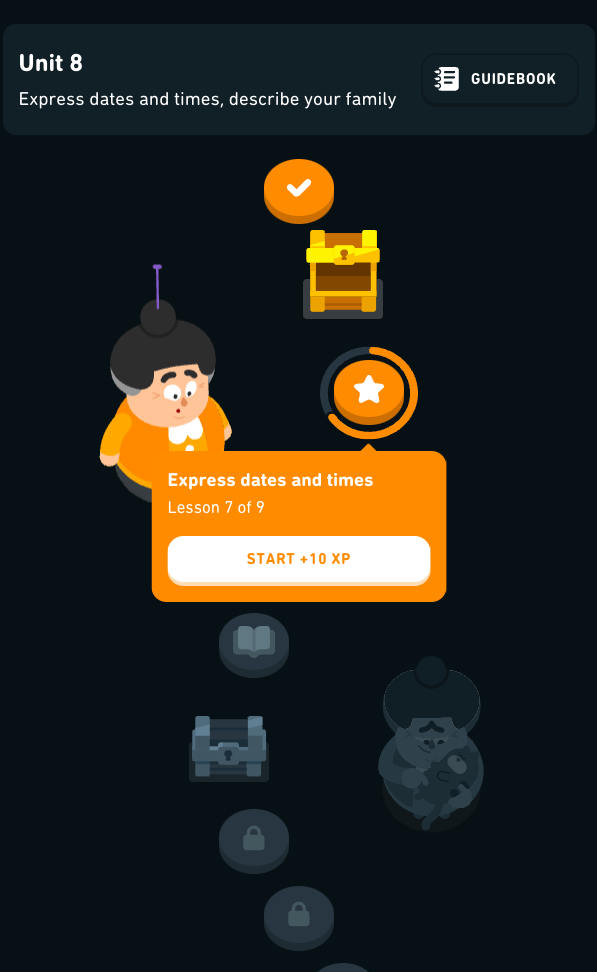 Unit 8
Express dates and times, describe your family
GUIDEBOOK
Express dates and times
Lesson 7 of 9
START +10 XP